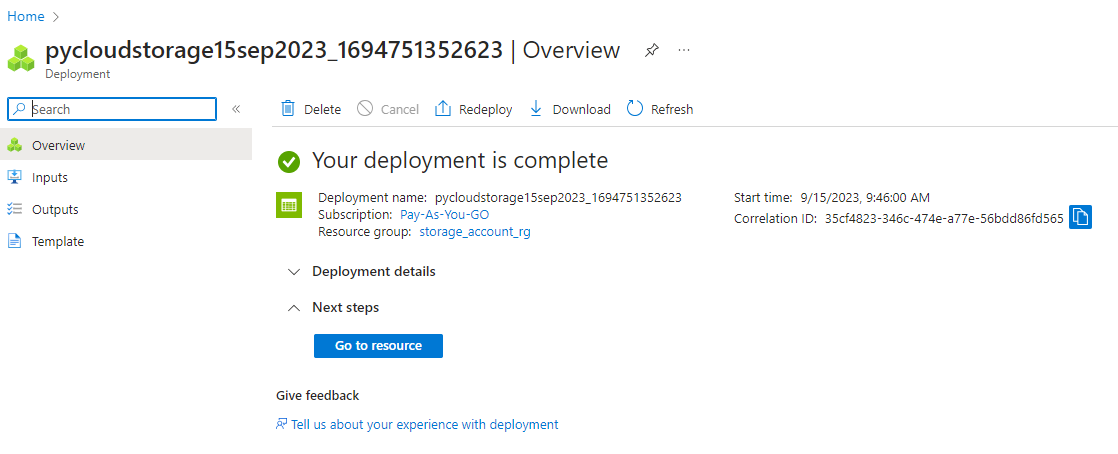 Home
pycloudstorage15sep2023_1694751352623 | Overview
Deployment
Search
Overview
Inputs
Outputs
Template
Delete Cancel Redeploy Download Refresh
Your deployment is complete
Deployment name: pycloudstorage15sep2023_1694751352623
Subscription: Pay-As-You-GO
Resource group: storage_account_rg
Start time: 9/15/2023, 9:46:00 AM
Correlation ID: 35cf4823-346c-474e-a77e-56bdd86fd565
Deployment details
Next steps
Go to resource
Give feedback
Tell us about your experience with deployment